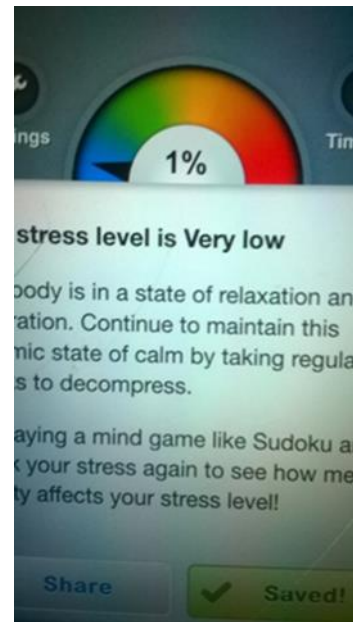 ings
Tim
1%
stress level is Very low
body is in a state of relaxation an
ration. Continue to maintain this
mic state of calm by taking regula
s to decompress.
aying a mind game like Sudoku a
k your stress again to see how me
ty affects your stress level!
Share
Saved!